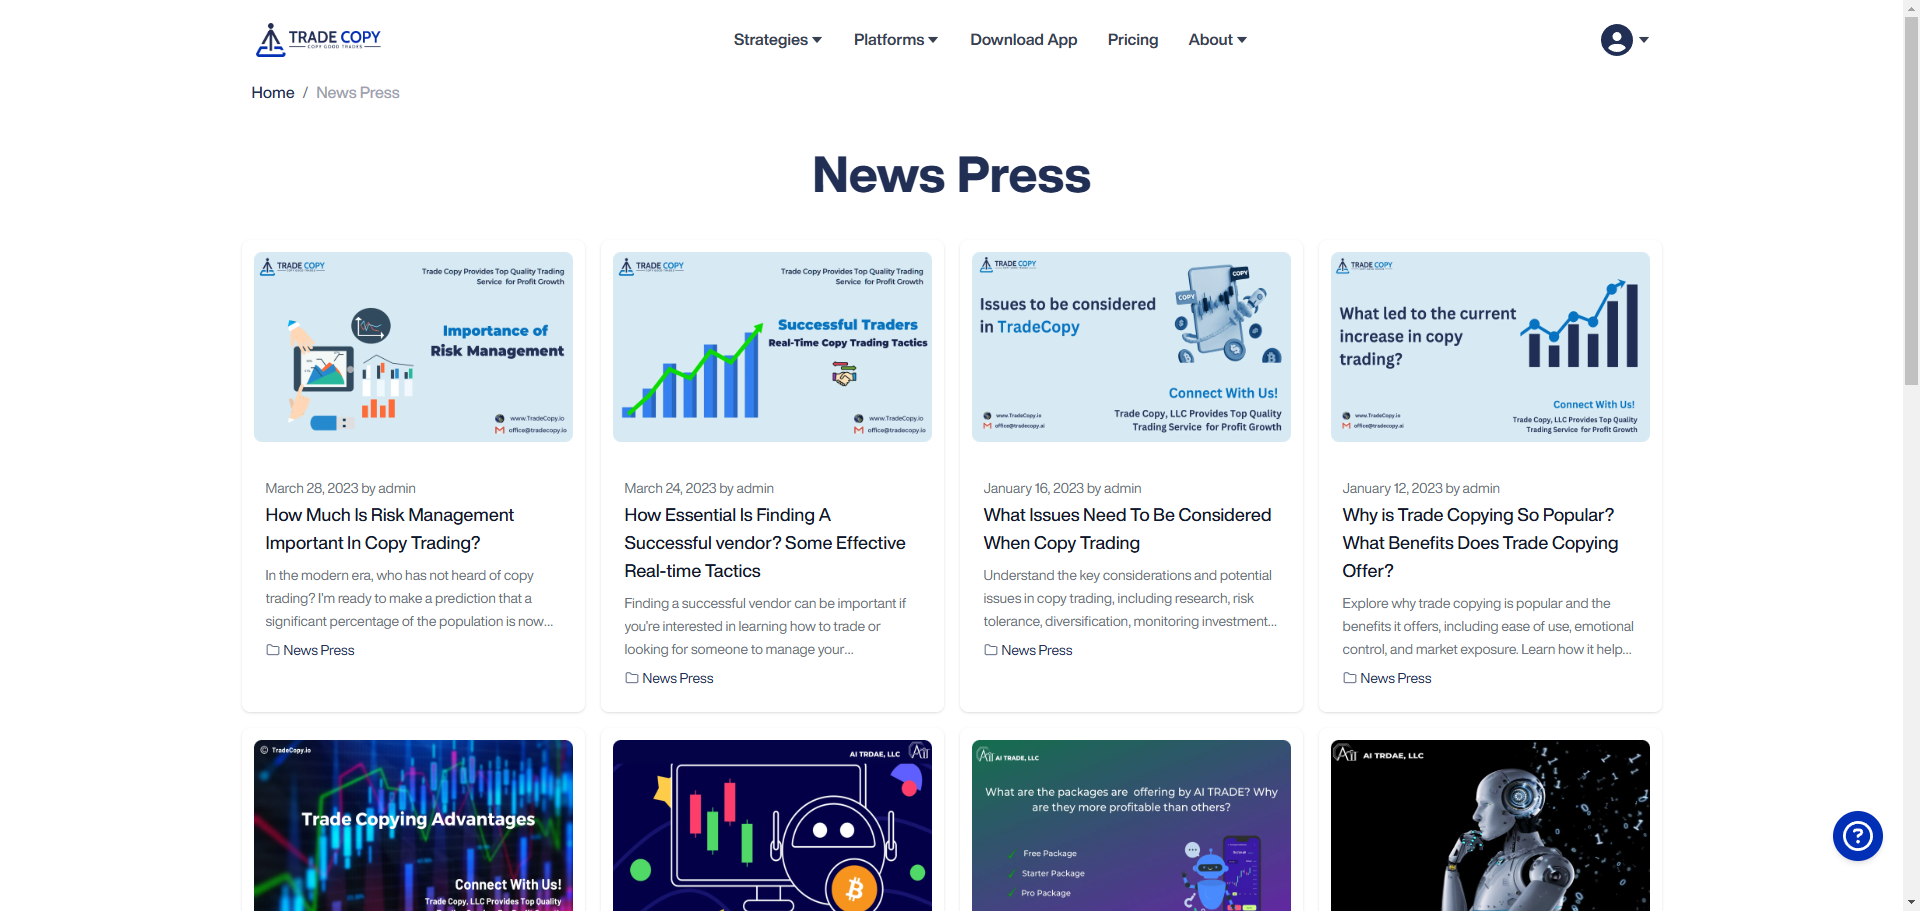 TRADE COPY
COPY GOOD TRADES
Strategies
Platforms
Download App
Pricing
About
Home / News Press
News Press
TRADE COPY
Trade Copy Provides Top Quality Trading
Service for Profit Growth
Importance of
Risk Management
www.TradeCopy.io
office@tradecopy.io
March 28, 2023 by admin
How Much Is Risk Management
Important In Copy Trading?
In the modern era, who has not heard of copy
trading? I'm ready to make a prediction that a
significant percentage of the population is now...
News Press
TRADE COPY
Trade Copy Provides Top Quality Trading
Service for Profit Growth
Successful Traders
Real-Time Copy Trading Tactics
www.TradeCopy.io
office@tradecopy.io
March 24, 2023 by admin
How Essential Is Finding A
Successful vendor? Some Effective
Real-time Tactics
Finding a successful vendor can be important if
you're interested in learning how to trade or
looking for someone to manage your...
News Press
TRADE COPY
Issues to be considered
in TradeCopy
COPY
COPY
Connect With Us!
www.TradeCopy.io
office@tradecopy.ai
Trade Copy, LLC Provides Top Quality
Trading Service for Profit Growth
January 16, 2023 by admin
What Issues Need To Be Considered
When Copy Trading
Understand the key considerations and potential
issues in copy trading, including research, risk
tolerance, diversification, monitoring investment...
News Press
TRADE COPY
What led to the current
increase in copy
trading?
Connect With Us!
www.TradeCopy.io
office@tradecopy.ai
Trade Copy, LLC Provides Top Quality
Trading Service for Profit Growth
January 12, 2023 by admin
Why is Trade Copying So Popular?
What Benefits Does Trade Copying
Offer?
Explore why trade copying is popular and the
benefits it offers, including ease of use, emotional
control, and market exposure. Learn how it help...
News Press
© TradeCopy.io
Trade Copying Advantages
Connect With Us!
Trade Copy, LLC Provides Top Quality
AI TRDAE, LLC
AI TRADE, LLC
What are the packages are offering by AI TRADE? Why
are they more profitable than others?
Free Package
Starter Package
Pro Package
AI TRDAE, LLC